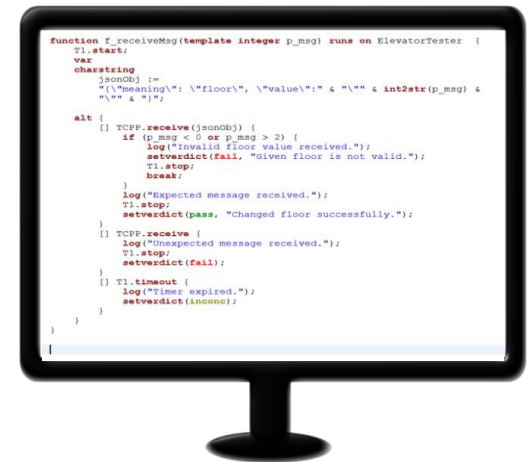 function f_receiveMsg(template integer p_msg) runs on ElevatorTester {
    T1.start;
    var
    charstring
        jsonObj :=
        "{\"meaning\": \"floor\", \"value\":" & "\"" & int2str(p_msg) &
        "\"" & "}";
    alt {
        [] TCPP.receive(jsonObj) {
            if (p_msg < 0 or p_msg > 2) {
                log("Invalid floor value received.");
                setverdict(fail, "Given floor is not valid.");
                T1.stop;
                break;
            }
            log("Expected message received.");
            T1.stop;
            setverdict(pass, "Changed floor successfully.");
        }
        [] TCPP.receive {
            log("Unexpected message received.");
            T1.stop;
            setverdict(fail);
        }
        [] T1.timeout {
            log("Timer expired.");
            setverdict(inconc);
        }
    }
}